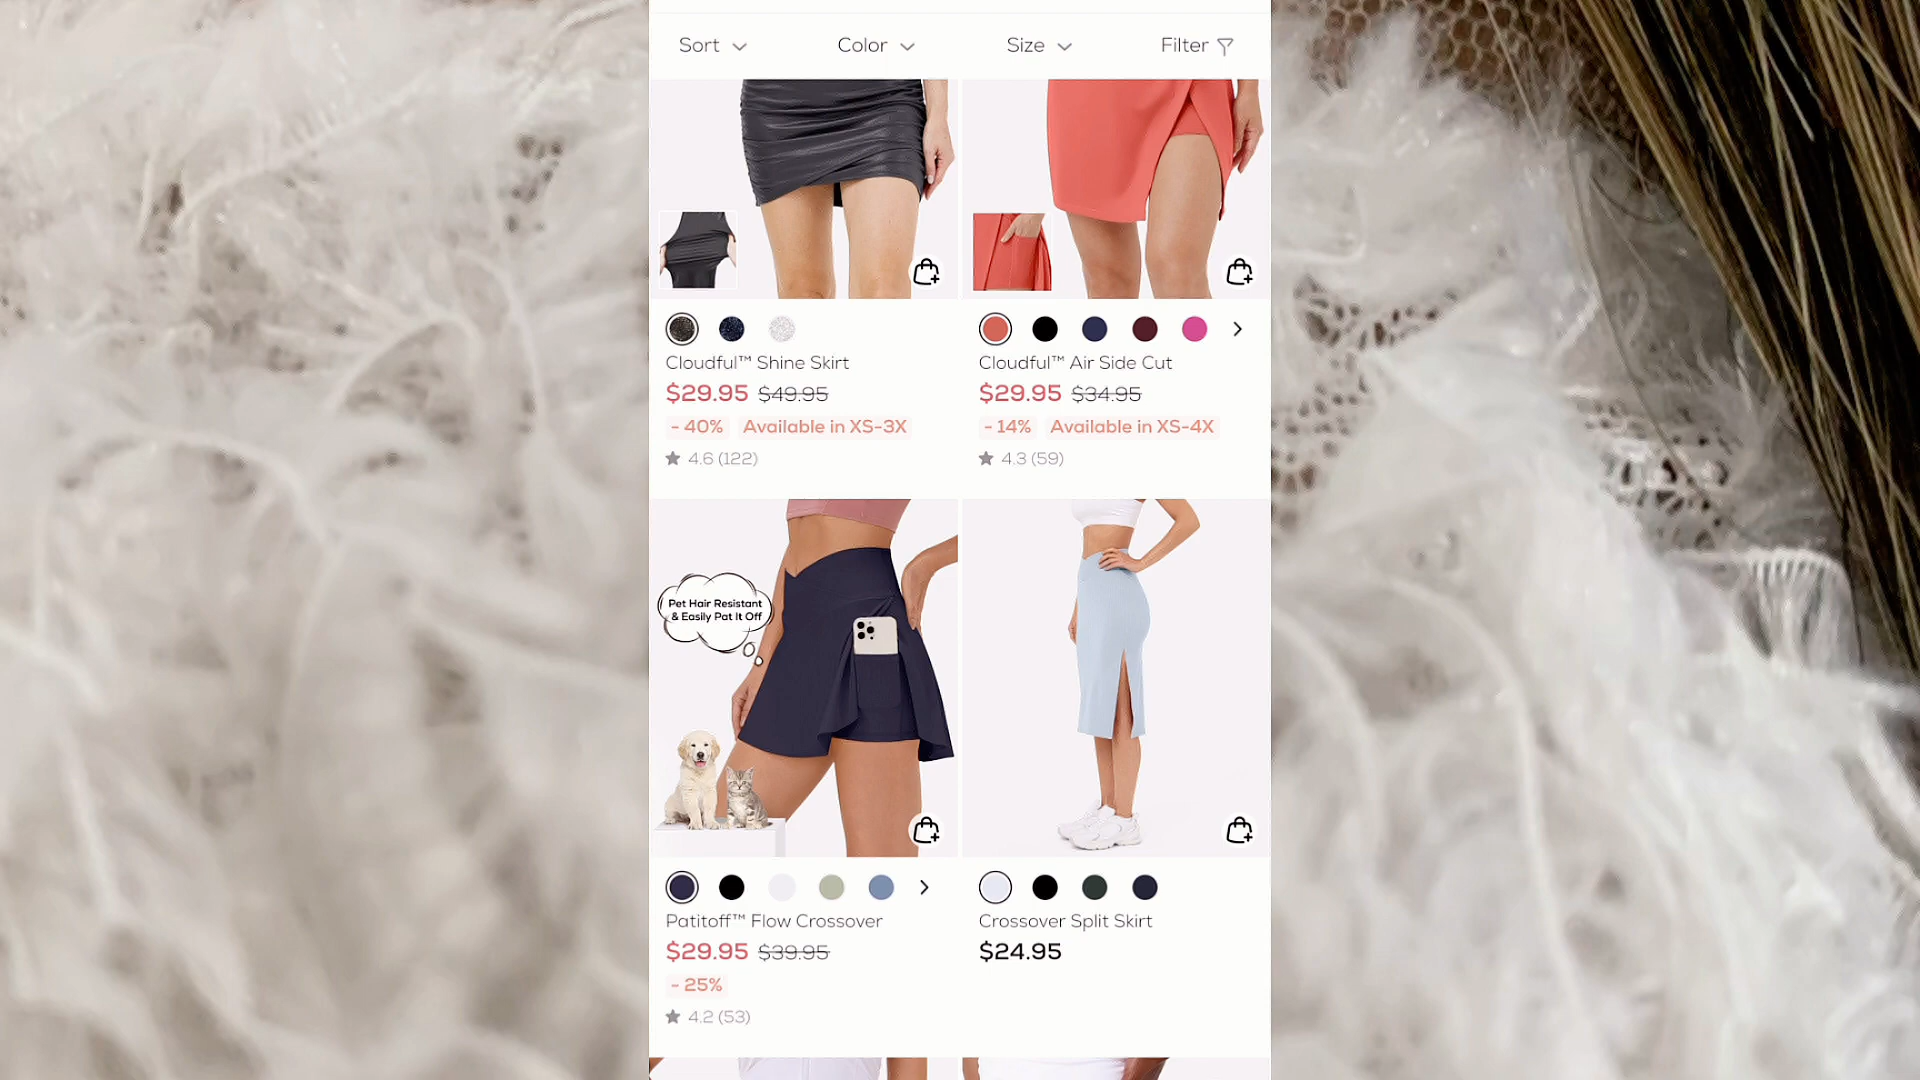 Sort Color Size Filter
Cloudful™ Shine Skirt
$29.95 $49.95
- 40% Available in XS-3X
4.6 (122)
Cloudful™ Air Side Cut
$29.95 $34.95
- 14% Available in XS-4X
4.3 (59)
Pet Hair Resistant
& Easily Pat It Off
Patitoff™ Flow Crossover
$29.95 $39.95
- 25%
4.2 (53)
Crossover Split Skirt
$24.95